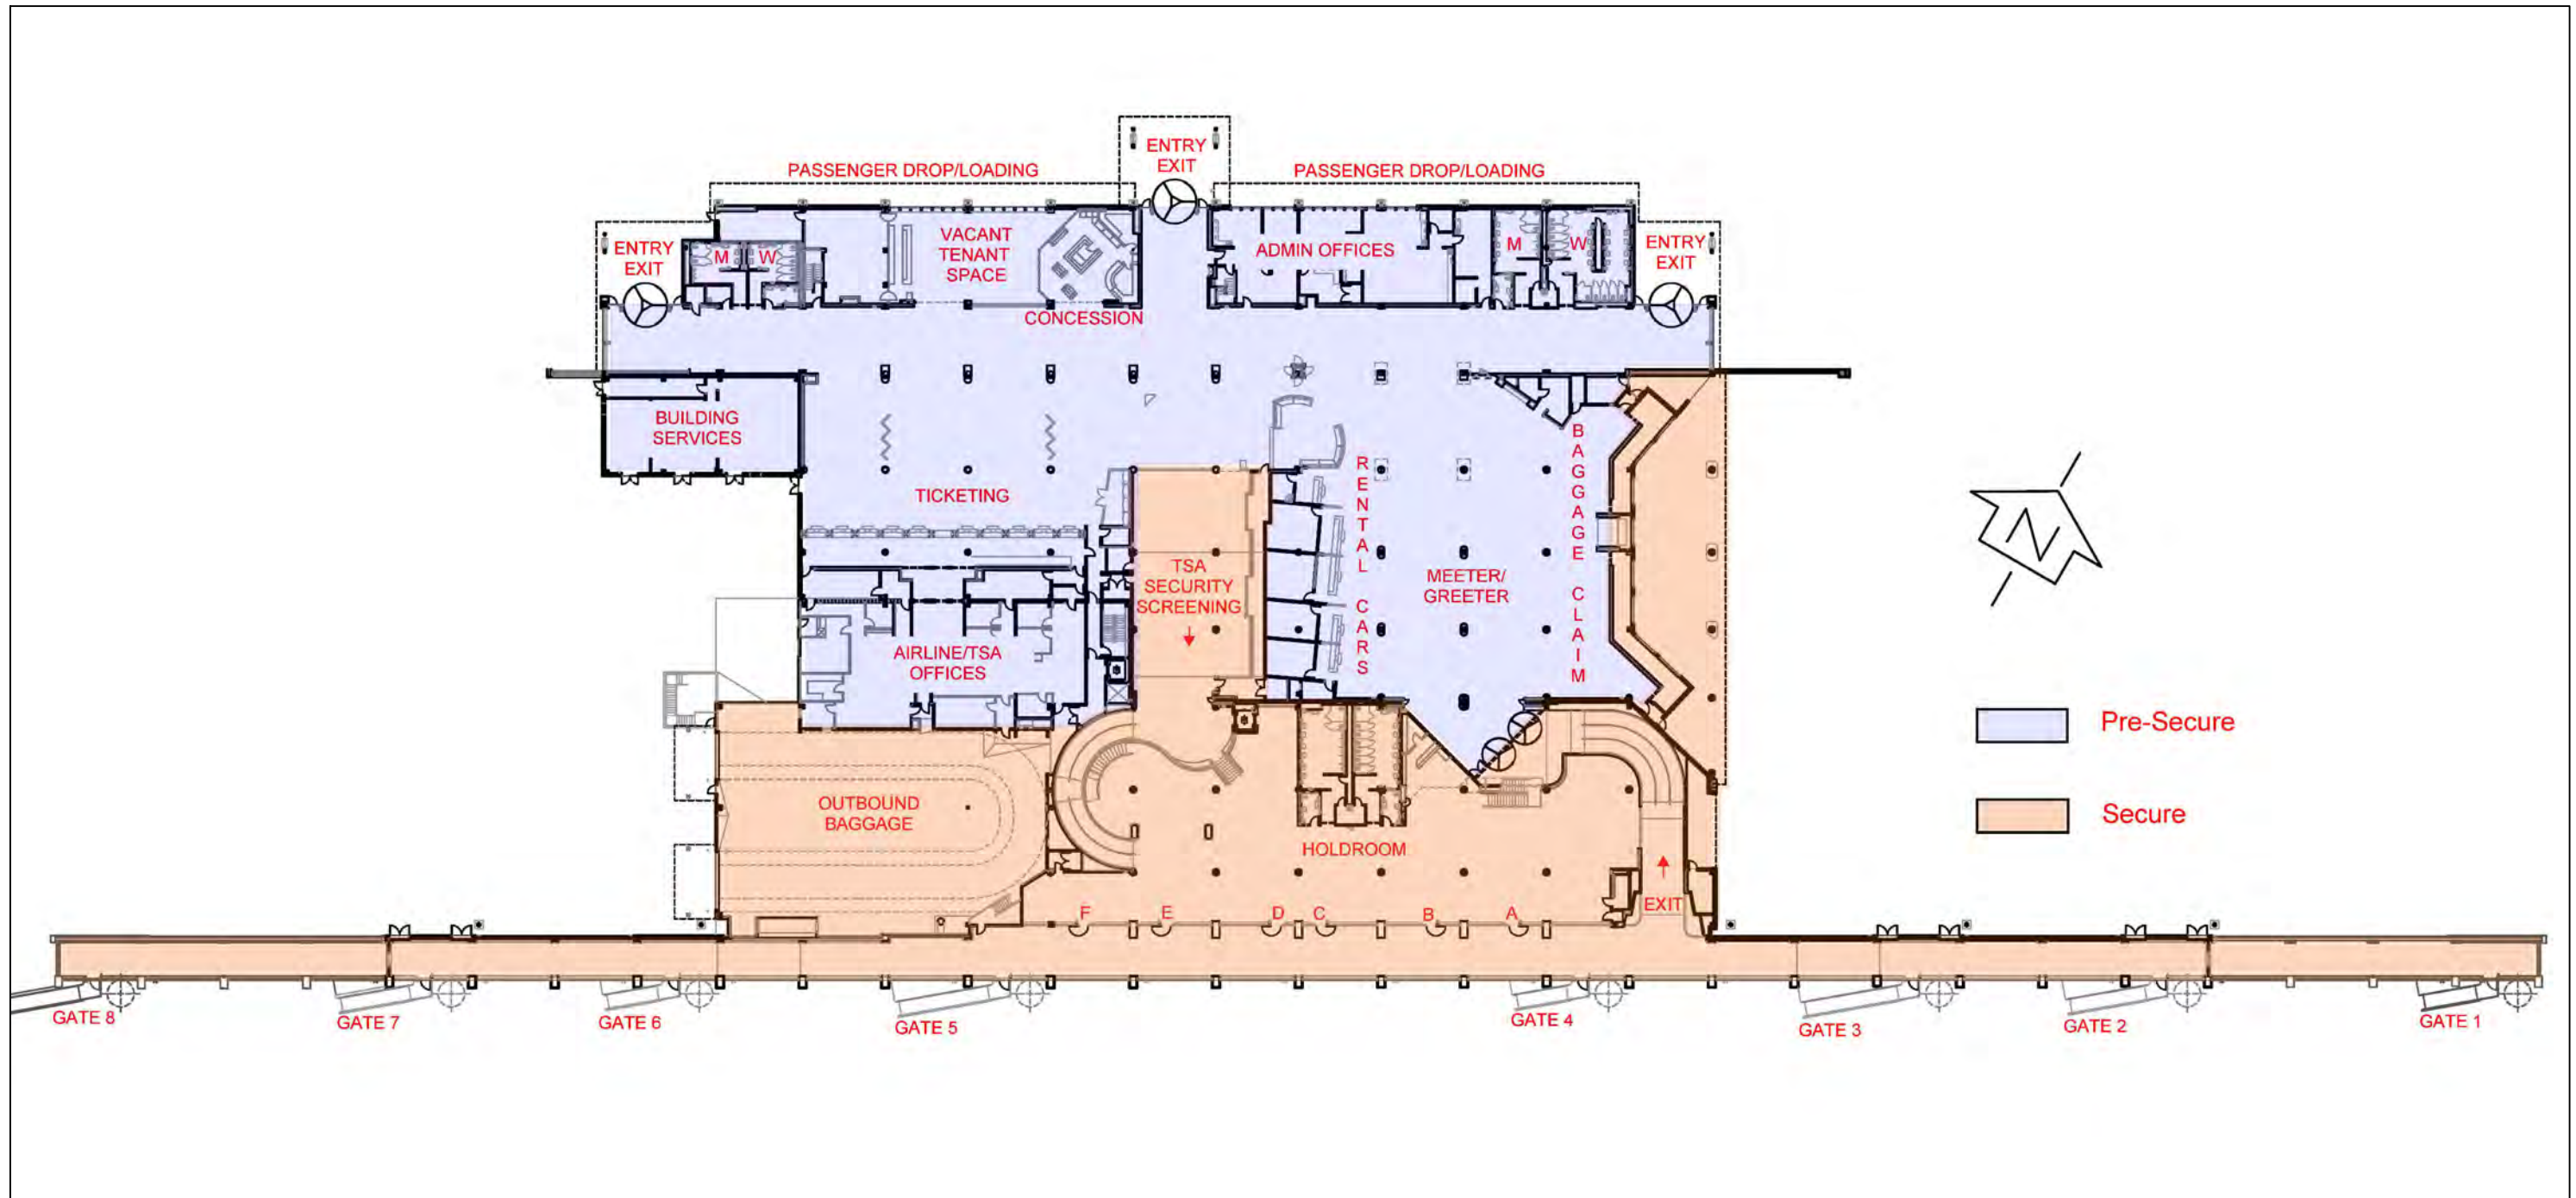 ENTRY
EXIT
PASSENGER DROP/LOADING
PASSENGER DROP/LOADING
ENTRY
EXIT
M
W
VACANT
TENANT
SPACE
ADMIN OFFICES
M
W
ENTRY
EXIT
CONCESSION
BUILDING
SERVICES
TICKETING
RENTAL CARS
BAGGAGE CLAIM
TSA
SECURITY
SCREENING
MEETER/
GREETER
AIRLINE/TSA
OFFICES
N
Pre-Secure
Secure
OUTBOUND
BAGGAGE
HOLDROOM
F
E
D
C
B
A
EXIT
GATE 8
GATE 7
GATE 6
GATE 5
GATE 4
GATE 3
GATE 2
GATE 1